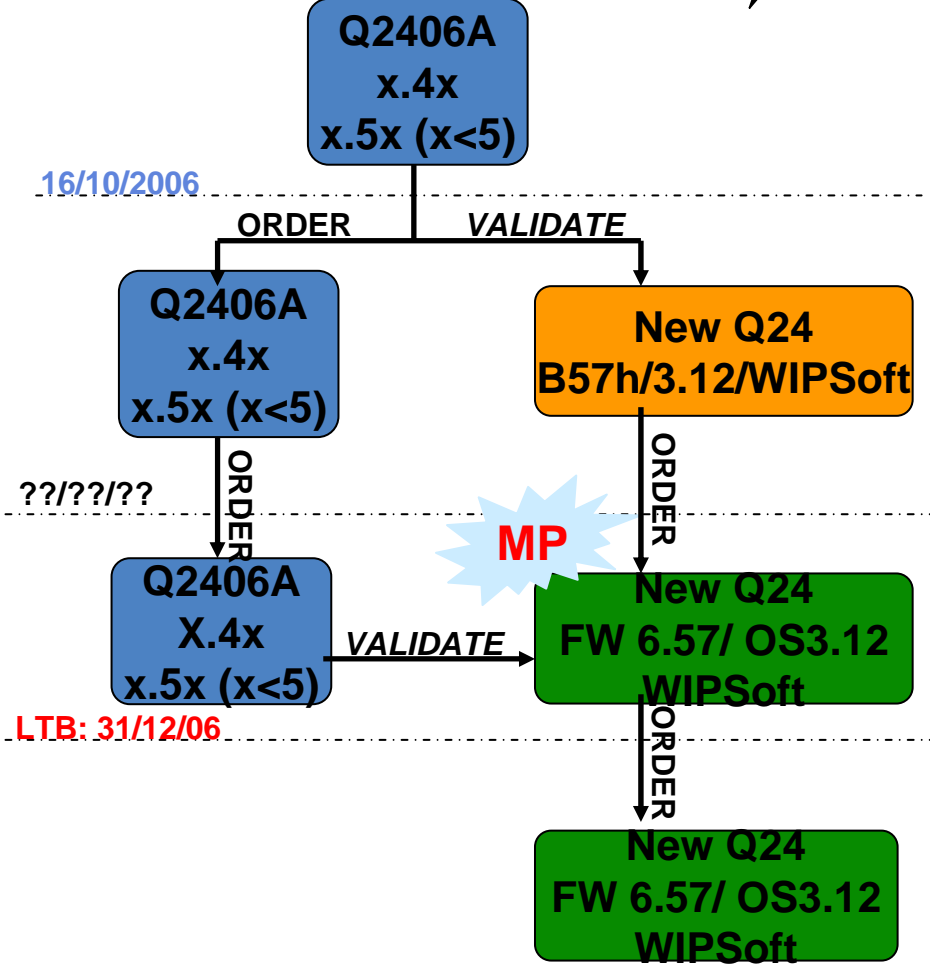 Q2406A
x.4x
x.5x (x<5)
16/10/2006
ORDER
VALIDATE
Q2406A
x.4x
x.5x (x<5)
New Q24
B57h/3.12/WIPSoft
ORDER
ORDER
??/??/??
MP
Q2406A
X.4x
x.5x (x<5)
VALIDATE
New Q24
FW 6.57/ OS3.12
WIPSoft
LTB: 31/12/06
ORDER
New Q24
FW 6.57/ OS3.12
WIPSoft